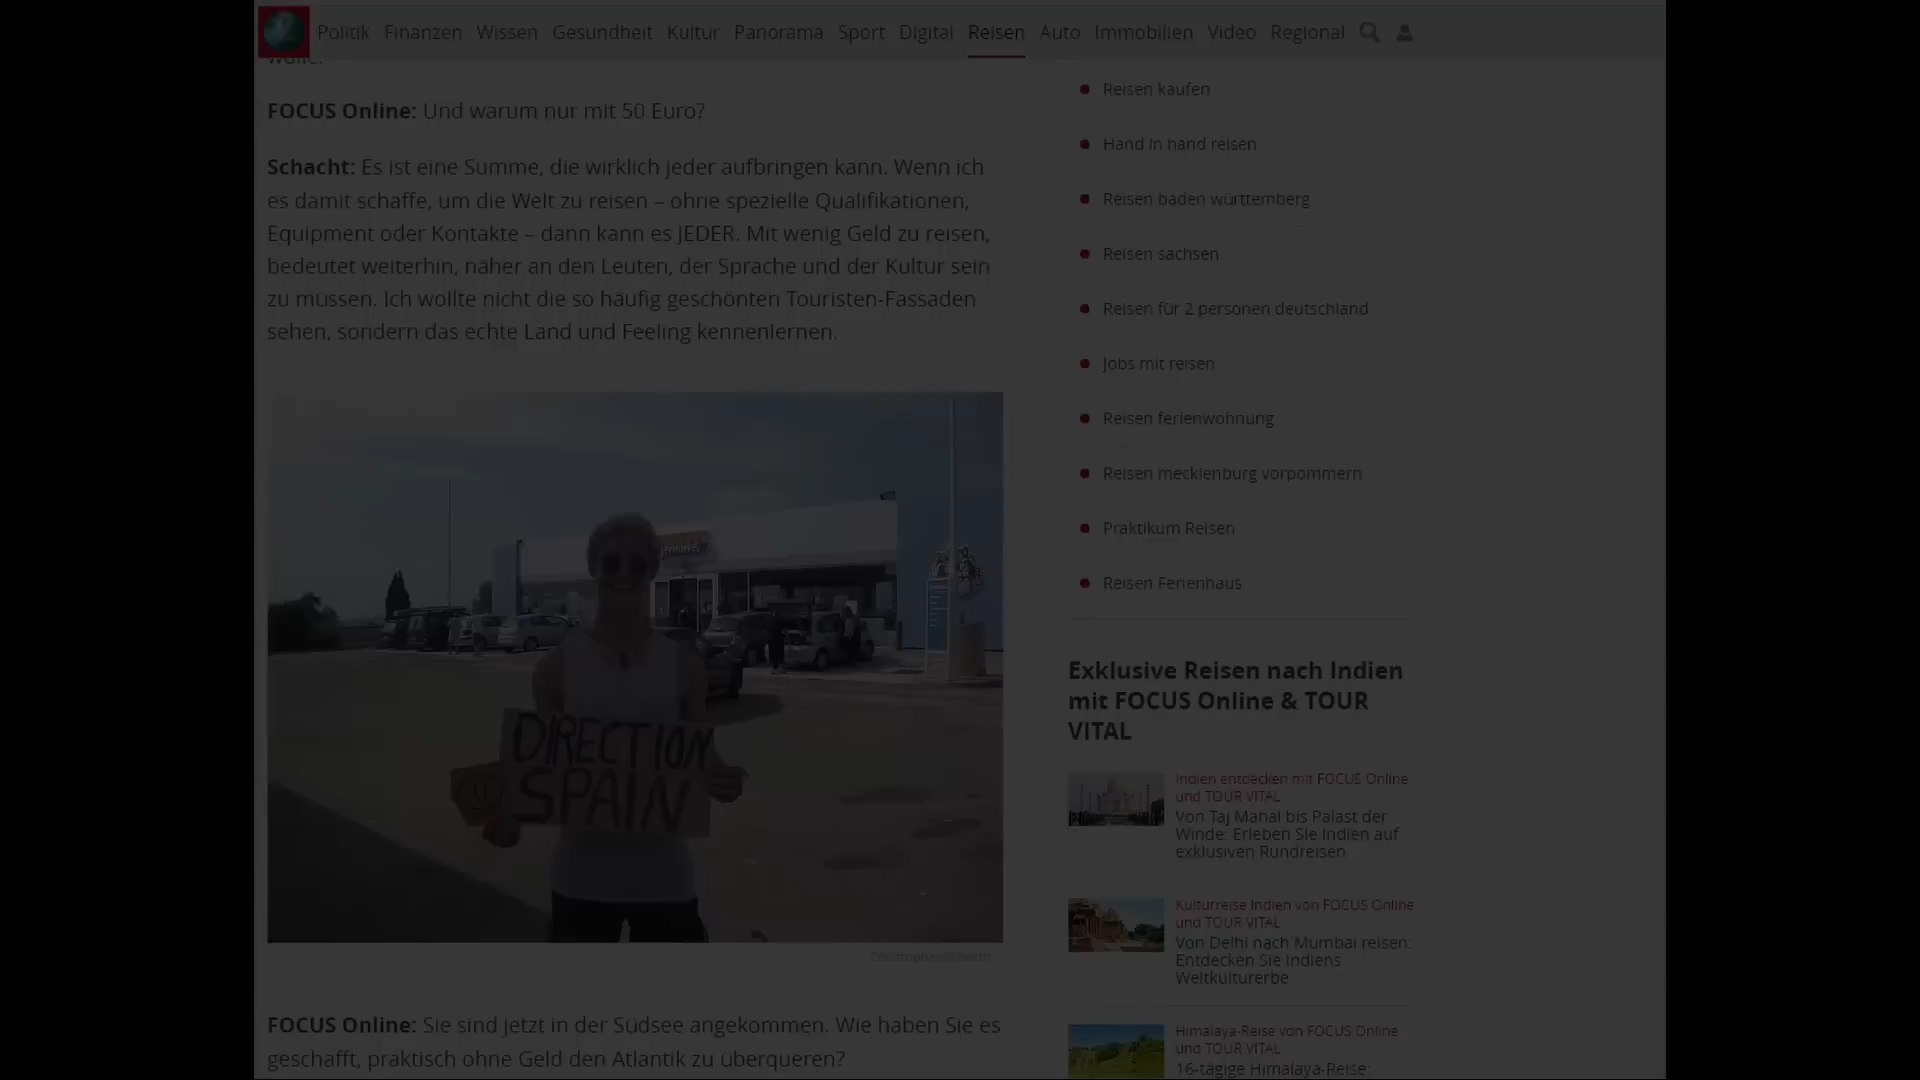 Politik Finanzen Wissen Gesundheit Kultur Panorama Sport Digital Reisen Auto Immobilien Video Regional
wolle.
FOCUS Online: Und warum nur mit 50 Euro?
Schacht: Es ist eine Summe, die wirklich jeder aufbringen kann. Wenn ich
es damit schaffe, um die Welt zu reisen – ohne spezielle Qualifikationen,
Equipment oder Kontakte – dann kann es JEDER. Mit wenig Geld zu reisen,
bedeutet weiterhin, näher an den Leuten, der Sprache und der Kultur sein
zu müssen. Ich wollte nicht die so häufig geschönten Touristen-Fassaden
sehen, sondern das echte Land und Feeling kennenlernen.
DIRECTION
SPAIN
FOCUS Online: Sie sind jetzt in der Südsee angekommen. Wie haben Sie es
geschafft, praktisch ohne Geld den Atlantik zu überqueren?
Reisen kaufen
Hand in hand reisen
Reisen baden württemberg
Reisen sachsen
Reisen für 2 personen deutschland
Jobs mit reisen
Reisen ferienwohnung
Reisen mecklenburg vorpommern
Praktikum Reisen
Reisen Ferienhaus
Exklusive Reisen nach Indien
mit FOCUS Online & TOUR
VITAL
Indien entdecken mit FOCUS Online
und TOUR VITAL
Von Taj Mahal bis Palast der
Winde: Erleben Sie Indien auf
exklusiven Rundreisen
Kulturreise Indien von FOCUS Online
und TOUR VITAL
Von Delhi nach Mumbai reisen:
Entdecken Sie Indiens
Weltkulturerbe
Himalaya-Reise von FOCUS Online
und TOUR VITAL
16-tägige Himalaya-Reise: